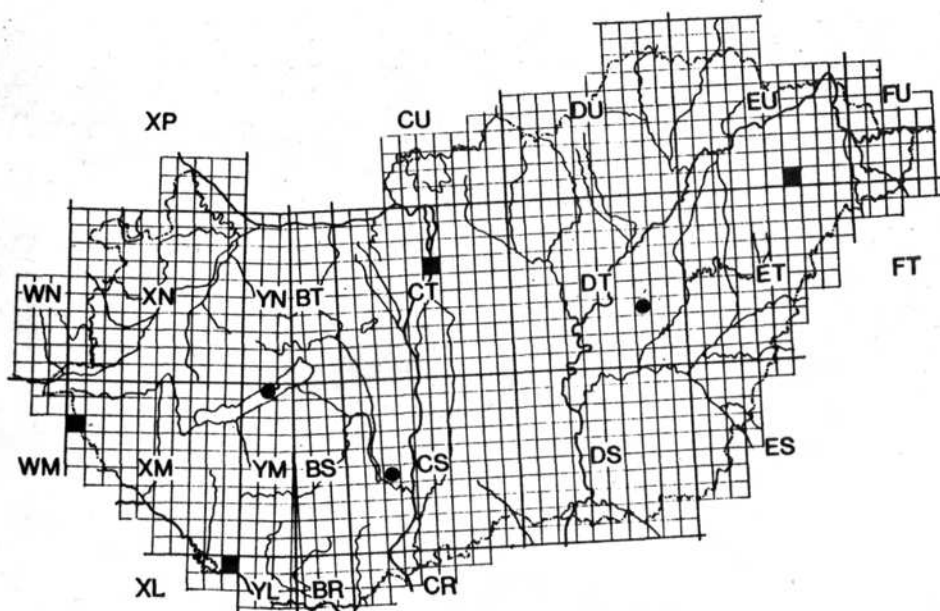 XP
CU
DU
EU
FU
WN
XN
YN
BT
CT
DT
ET
FT
WM
XM
YM
BS
CS
DS
ES
XL
YL
BR
CR